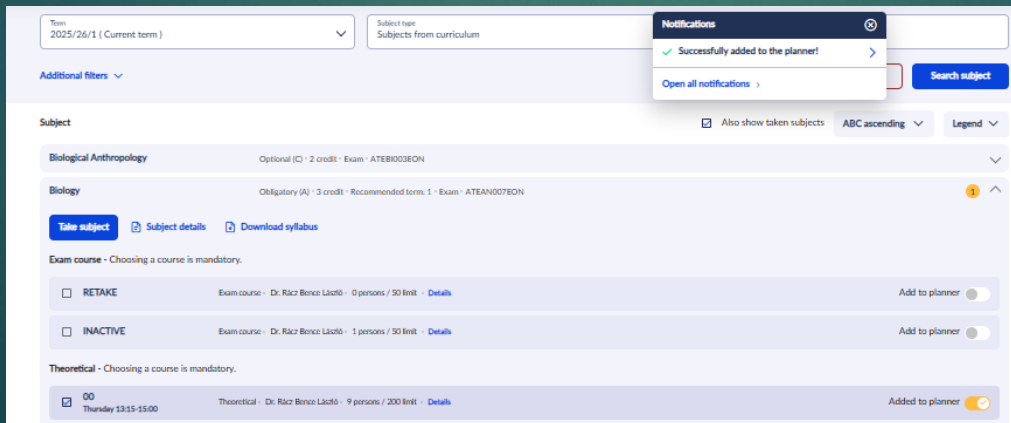 Term
2025/26/1 ( Current term )
Subject type
Subjects from curriculum
Notifications
Successfully added to the planner!
Open all notifications
Additional filters
Search subject
Subject
Also show taken subjects
ABC ascending
Legend
Biological Anthropology
Optional (C) · 2 credit · Exam · ATEBI003EON
Biology
Obligatory (A) · 3 credit · Recommended term: 1 · Exam · ATEAN007EON
1
Take subject
Subject details
Download syllabus
Exam course - Choosing a course is mandatory.
RETAKE
Exam course - Dr. Rácz Bence László - 0 persons / 50 limit - Details
Add to planner
INACTIVE
Exam course - Dr. Rácz Bence László - 1 persons / 50 limit - Details
Add to planner
Theoretical - Choosing a course is mandatory.
00
Thursday 13:15-15:00
Theoretical - Dr. Rácz Bence László - 9 persons / 200 limit - Details
Added to planner